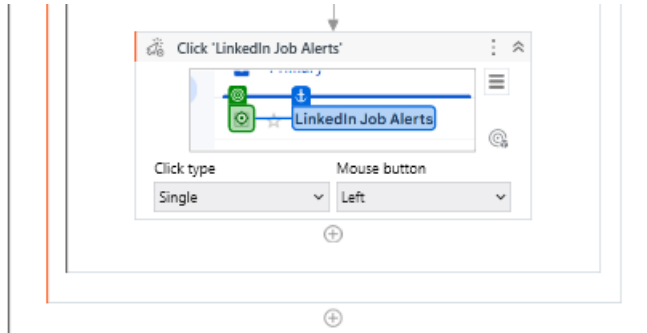 Click 'LinkedIn Job Alerts'
Primary
LinkedIn Job Alerts
Click type
Mouse button
Single
Left